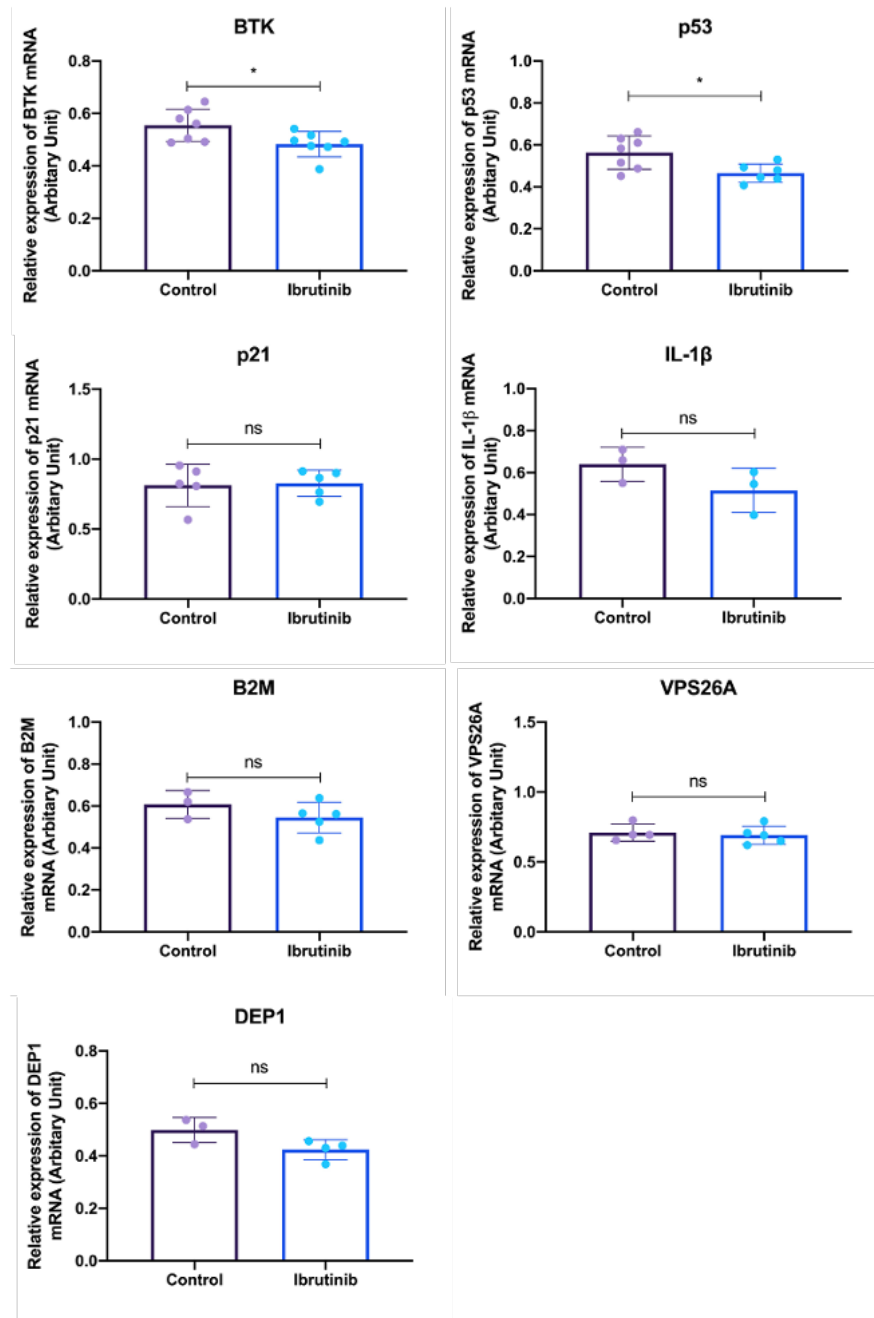 BTK
Relative expression of BTK mRNA
(Arbitary Unit)
0.8
0.6
0.4
0.2
0.0
*
Control
Ibrutinib
p53
Relative expression of p53 mRNA
(Arbitary Unit)
1.0
0.8
0.6
0.4
0.2
0.0
*
Control
Ibrutinib
p21
Relative expression of p21 mRNA
(Arbitary Unit)
1.5
1.0
0.5
0.0
ns
Control
Ibrutinib
IL-1β
Relative expression of IL-1β mRNA
(Arbitary Unit)
1.0
0.8
0.6
0.4
0.2
0.0
ns
Control
Ibrutinib
B2M
Relative expression of B2M
mRNA (Arbitary Unit)
1.0
0.8
0.6
0.4
0.2
0.0
ns
Control
Ibrutinib
VPS26A
Relative expression of VPS26A
mRNA (Arbitary Unit)
1.5
1.0
0.5
0.0
ns
Control
Ibrutinib
DEP1
Relative expression of DEP1
mRNA (Arbitary Unit)
0.8
0.6
0.4
0.2
0.0
ns
Control
Ibrutinib